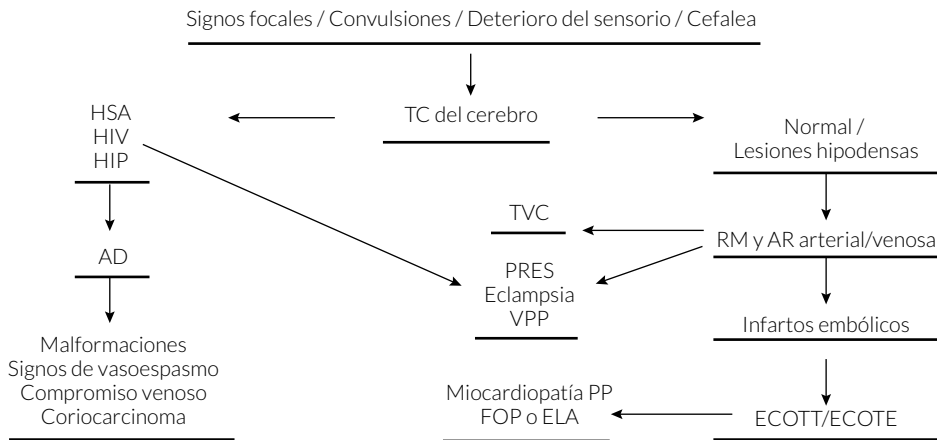 Signos focales / Convulsiones / Deterioro del sensorio / Cefalea
TC del cerebro
HSA
HIV
HIP
Normal /
Lesiones hipodensas
TVC
RM y AR arterial/venosa
AD
PRES
Eclampsia
VPP
Infartos embólicos
Malformaciones
Signos de vasoespasmo
Compromiso venoso
Coriocarcinoma
Miocardiopatía PP
FOP o ELA
ECOTT/ECOTE